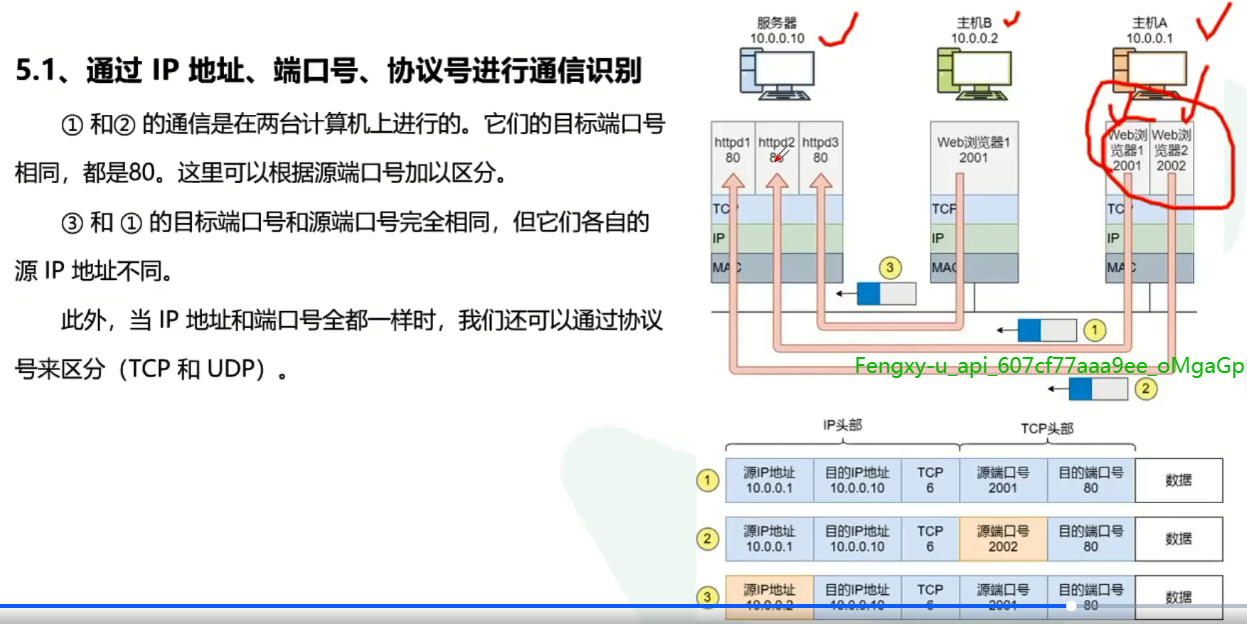 5.1、通过 IP 地址、端口号、协议号进行通信识别
① 和② 的通信是在两台计算机上进行的。它们的目标端口号
相同，都是80。这里可以根据源端口号加以区分。
③ 和 ① 的目标端口号和源端口号完全相同，但它们各自的
源 IP 地址不同。
此外，当 IP 地址和端口号全都一样时，我们还可以通过协议
号来区分（TCP 和 UDP）。
服务器
10.0.0.10
主机B
10.0.0.2
主机A
10.0.0.1
httpd1
80
httpd2
80
httpd3
80
TCP
IP
MAC
Web浏览器1
2001
TCP
IP
MAC
Web浏
览器1
2001
Web浏
览器2
2002
TCP
IP
MAC
3
1
2
Fengxy-u_api_607cf77aaa9ee_oMgaGp
IP头部
TCP头部
1
源IP地址
10.0.0.1
目的IP地址
10.0.0.10
TCP
6
源端口号
2001
目的端口号
80
数据
2
源IP地址
10.0.0.1
目的IP地址
10.0.0.10
TCP
6
源端口号
2002
目的端口号
80
数据
3
源IP地址
10.0.0.2
目的IP地址
10.0.0.10
TCP
6
源端口号
2001
目的端口号
80
数据